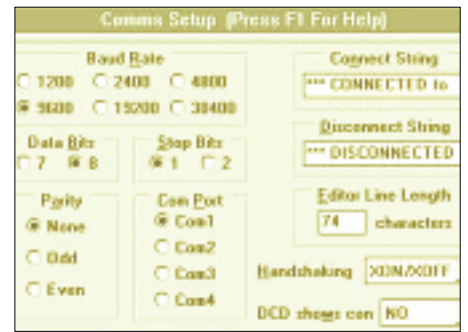 Comms Setup (Press F1 For Help)
Baud Rate
1200 2400 4800
9600 19200 38400
Data Bits
7 8
Stop Bits
1 2
Parity
None
Odd
Even
Com Port
Com1
Com2
Com3
Com4
Connect String
*** CONNECTED to
Disconnect String
*** DISCONNECTED
Editor Line Length
74 characters
Handshaking XON/XOFF
DCD shows con NO